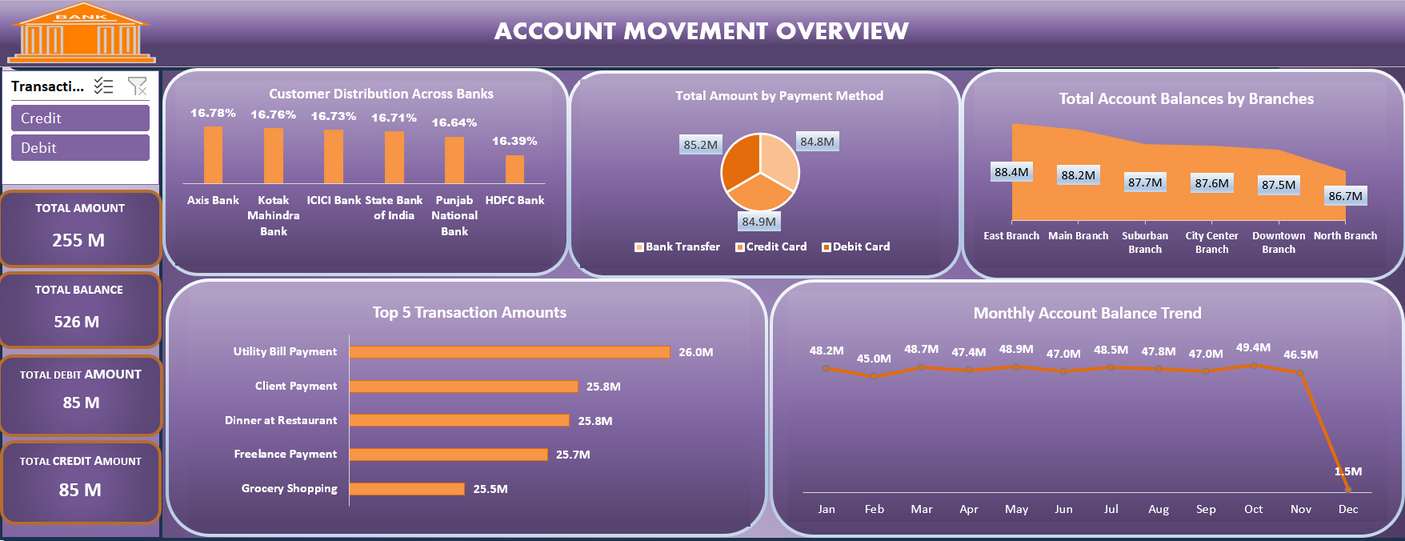 BANK
ACCOUNT MOVEMENT OVERVIEW
Transacti...
Credit
Debit
TOTAL AMOUNT
255 M
TOTAL BALANCE
526 M
TOTAL DEBIT AMOUNT
85 M
TOTAL CREDIT AMOUNT
85 M
Customer Distribution Across Banks
16.78% 16.76% 16.73% 16.71% 16.64% 16.39%
Axis Bank Kotak Mahindra Bank ICICI Bank State Bank of India Punjab National Bank HDFC Bank
Total Amount by Payment Method
85.2M 84.8M
84.9M
Bank Transfer Credit Card Debit Card
Total Account Balances by Branches
88.4M 88.2M 87.7M 87.6M 87.5M 86.7M
East Branch Main Branch Suburban Branch City Center Branch Downtown Branch North Branch
Top 5 Transaction Amounts
Utility Bill Payment 26.0M
Client Payment 25.8M
Dinner at Restaurant 25.8M
Freelance Payment 25.7M
Grocery Shopping 25.5M
Monthly Account Balance Trend
48.2M 45.0M 48.7M 47.4M 48.9M 47.0M 48.5M 47.8M 47.0M 49.4M 46.5M
1.5M
Jan Feb Mar Apr May Jun Jul Aug Sep Oct Nov Dec